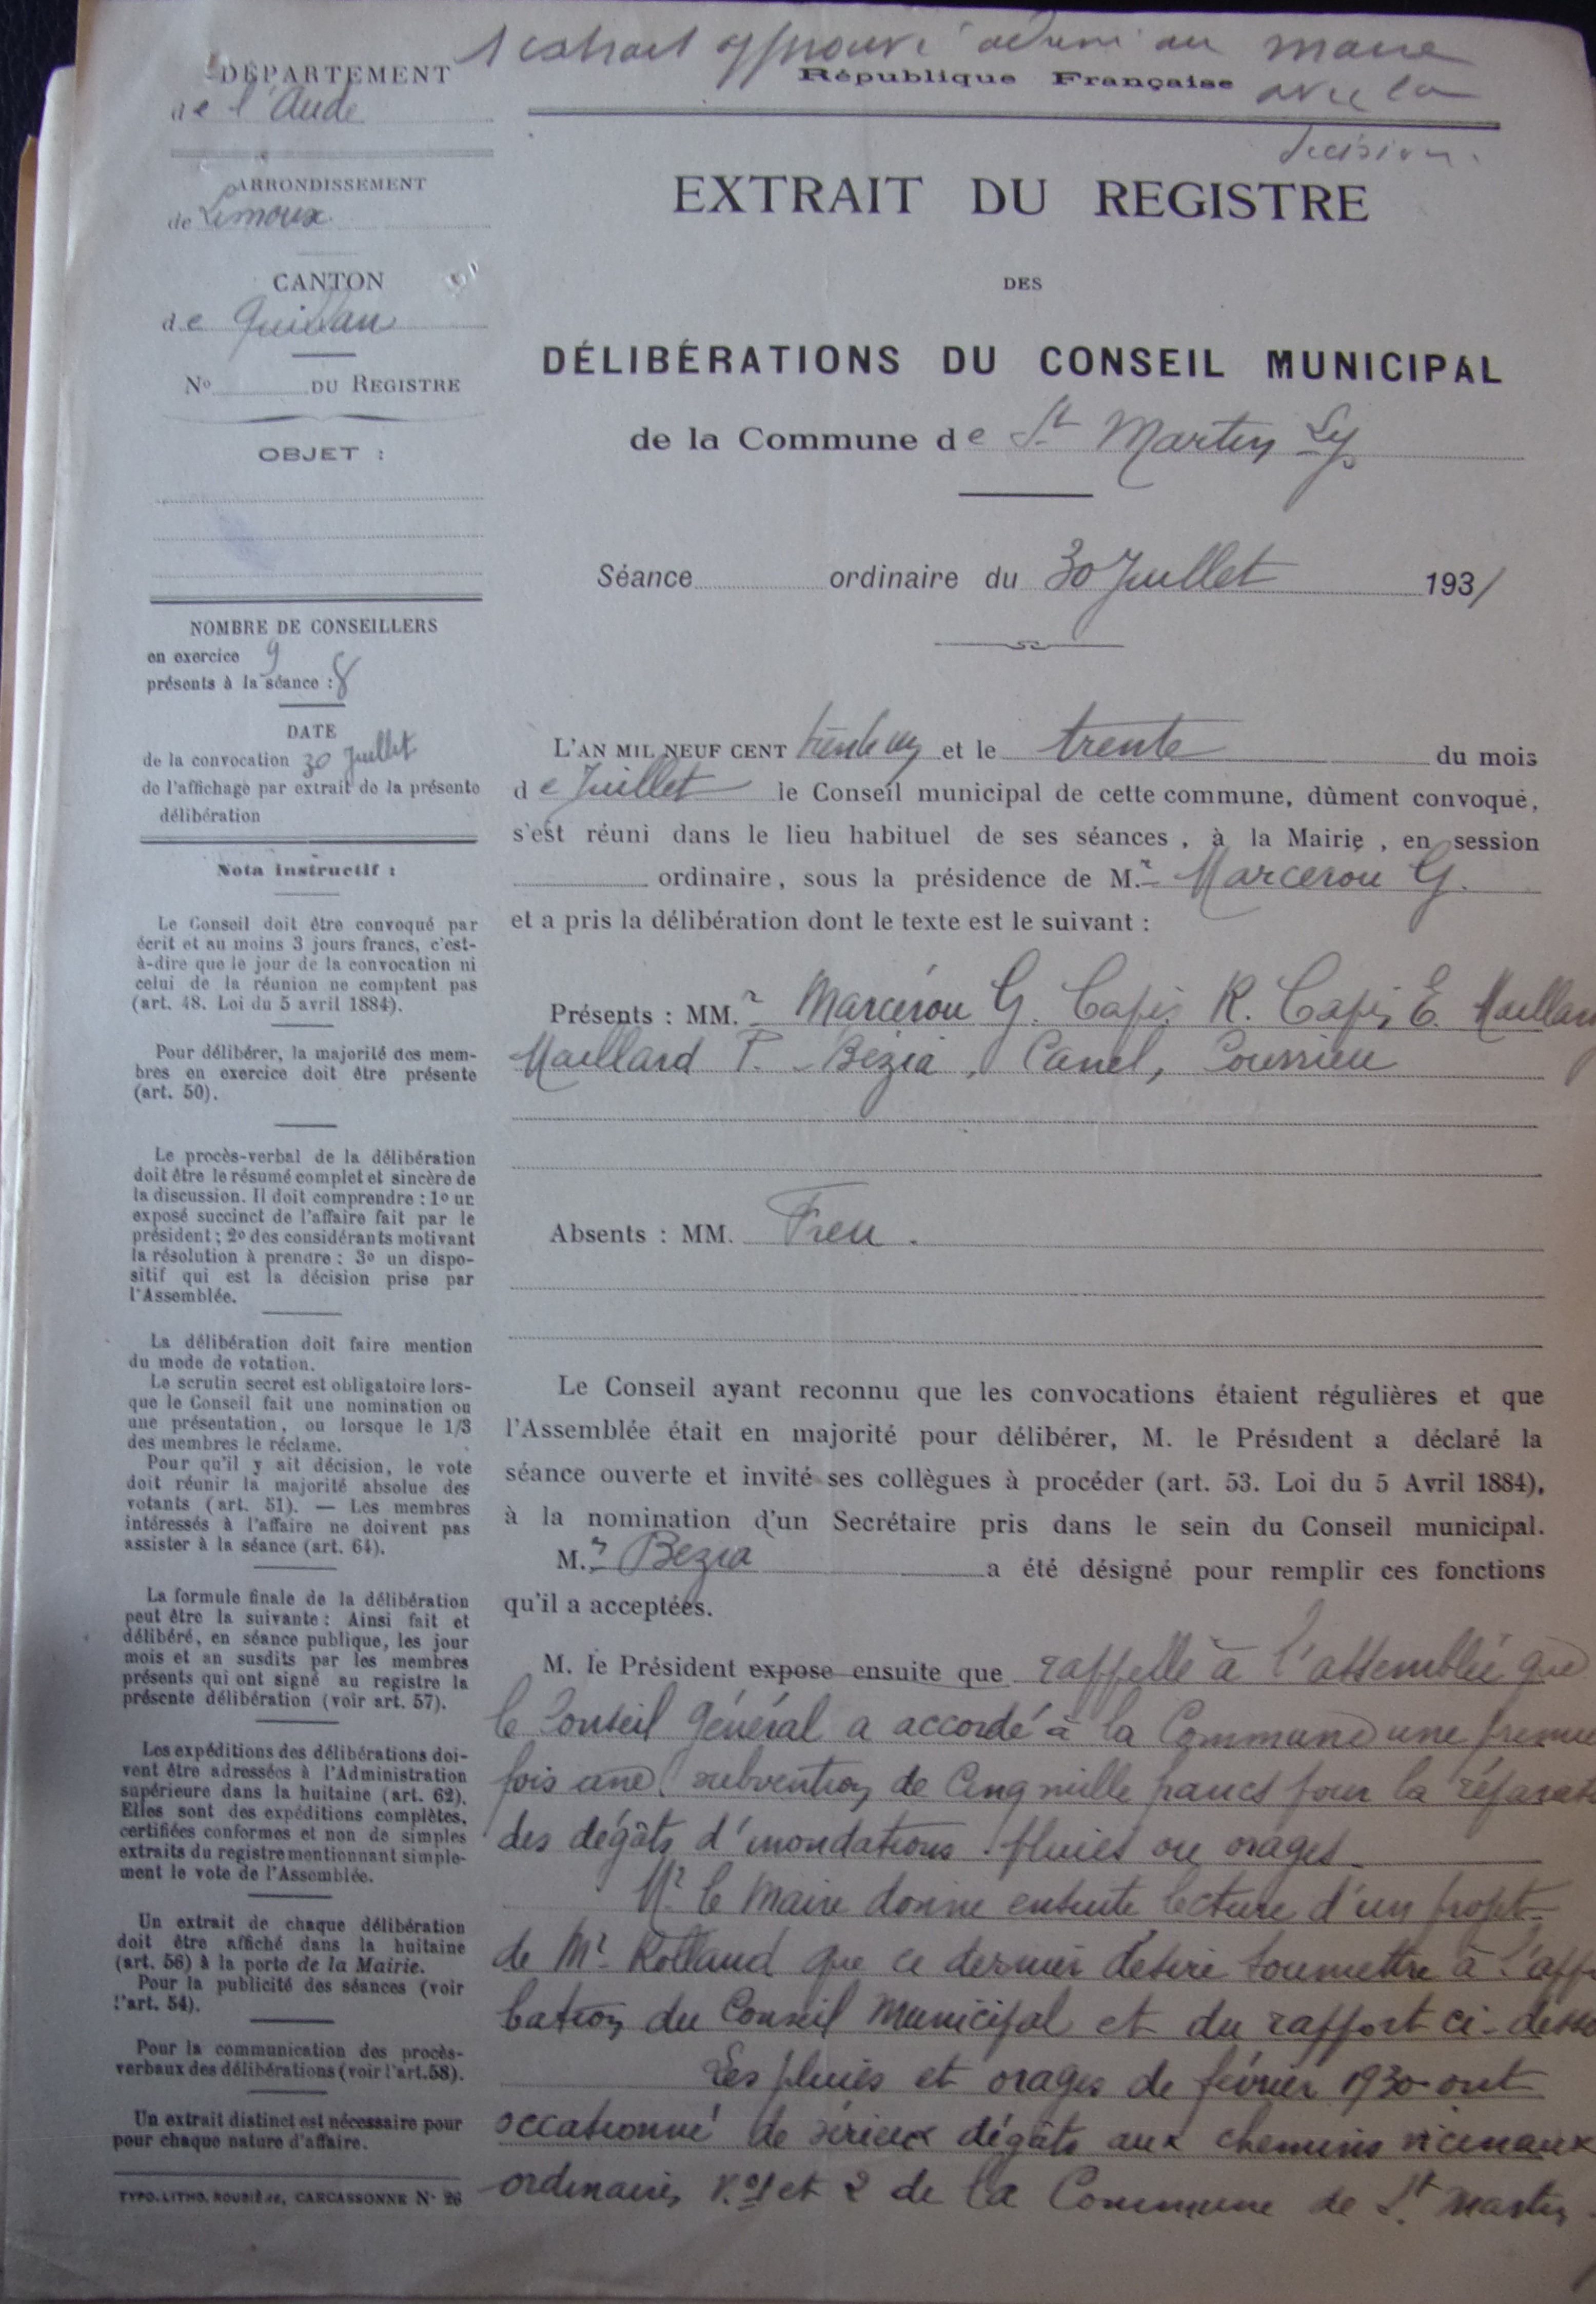 1 extrait approuvé au maire
avec la
décision.
DÉPARTEMENT
de l'Aude
ARRONDISSEMENT
de Limoux
CANTON
de Quillan
No DU REGISTRE
OBJET :
NOMBRE DE CONSEILLERS
en exercice 9
présents à la séance : 8
DATE
de la convocation 30 Juillet
de l'affichage par extrait de la présente
délibération
Nota instructif :
Le Conseil doit être convoqué par
écrit et au moins 3 jours francs, c'est-
à-dire que le jour de la convocation ni
celui de la réunion ne comptent pas
(art. 48. Loi du 5 avril 1884).
Pour délibérer, la majorité des mem-
bres en exercice doit être présente
(art. 50).
Le procès-verbal de la délibération
doit être le résumé complet et sincère de
la discussion. Il doit comprendre : 1o un
exposé succinct de l'affaire fait par le
président ; 2o des considérants motivant
la résolution à prendre : 3o un dispo-
sitif qui est la décision prise par
l'Assemblée.
La délibération doit faire mention
du mode de votation.
Le scrutin secret est obligatoire lors-
que le Conseil fait une nomination ou
une présentation, ou lorsque le 1/3
des membres le réclame.
Pour qu'il y ait décision, le vote
doit réunir la majorité absolue des
votants (art. 51). — Les membres
intéressés à l'affaire ne doivent pas
assister à la séance (art. 64).
La formule finale de la délibération
peut être la suivante : Ainsi fait et
délibéré, en séance publique, les jour
mois et an susdits par les membres
présents qui ont signé au registre la
présente délibération (voir art. 57).
Les expéditions des délibérations doi-
vent être adressées à l'Administration
supérieure dans la huitaine (art. 62).
Elles sont des expéditions complètes,
certifiées conformes et non de simples
extraits du registre mentionnant simple-
ment le vote de l'Assemblée.
Un extrait de chaque délibération
doit être affiché dans la huitaine
(art. 56) à la porte de la Mairie.
Pour la publicité des séances (voir
l'art. 54).
Pour la communication des procès-
verbaux des délibérations (voir l'art.58).
Un extrait distinct est nécessaire pour
pour chaque nature d'affaire.
TYPO.LITHO. ROUDIÈRE, CARCASSONNE No 26
République Française
EXTRAIT DU REGISTRE
DES
DÉLIBÉRATIONS DU CONSEIL MUNICIPAL
de la Commune de St Martin Lys
Séance ordinaire du 30 Juillet 1931
L'AN MIL NEUF CENT trente un et le trente du mois
de Juillet le Conseil municipal de cette commune, dûment convoqué,
s'est réuni dans le lieu habituel de ses séances, à la Mairie, en session
ordinaire, sous la présidence de M.r Marcerou G.
et a pris la délibération dont le texte est le suivant :
Présents : MM.r Marcérou G. R. E. Maillard
Maillard P. Bézia, Canel,
Absents : MM. Freu.
Le Conseil ayant reconnu que les convocations étaient régulières et que
l'Assemblée était en majorité pour délibérer, M. le Président a déclaré la
séance ouverte et invité ses collègues à procéder (art. 53. Loi du 5 Avril 1884),
à la nomination d'un Secrétaire pris dans le sein du Conseil municipal.
M.r Bezia a été désigné pour remplir ces fonctions
qu'il a acceptées.
M. le Président expose ensuite que rappelle à l'assemblée que
le Conseil Général a accordé à la Commune une premiè
fois une subvention de Cinq mille francs pour la réparati
des dégâts d'inondations pluies ou orages.
Mr le Maire donne ensuite lecture d'un projet
de Mr Rolland que ce dernier désire soumettre à l'appro
bation du Conseil Municipal et du rapport ci-desso
Les pluies et orages de février 1930 ont
occationné de sérieux dégâts aux chemins vicinaux
ordinaires N.os 1 et 2 de la Commune de St Martin